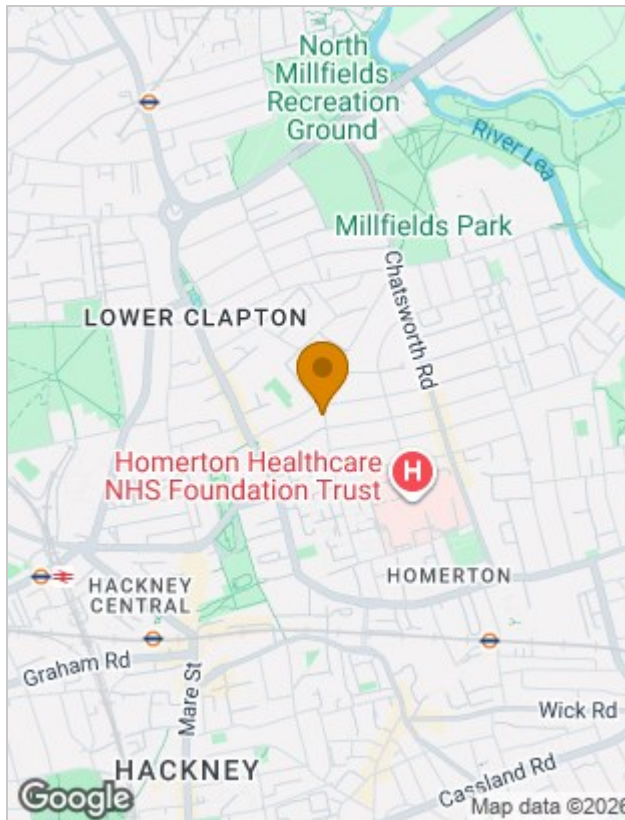 North
Millfields
Recreation
Ground
River Lea
Millfields Park
Chatsworth Rd
LOWER CLAPTON
Homerton Healthcare
NHS Foundation Trust
H
HACKNEY
CENTRAL
HOMERTON
Graham Rd
Mare St
Wick Rd
HACKNEY
Cassland Rd
Google
Map data ©2026